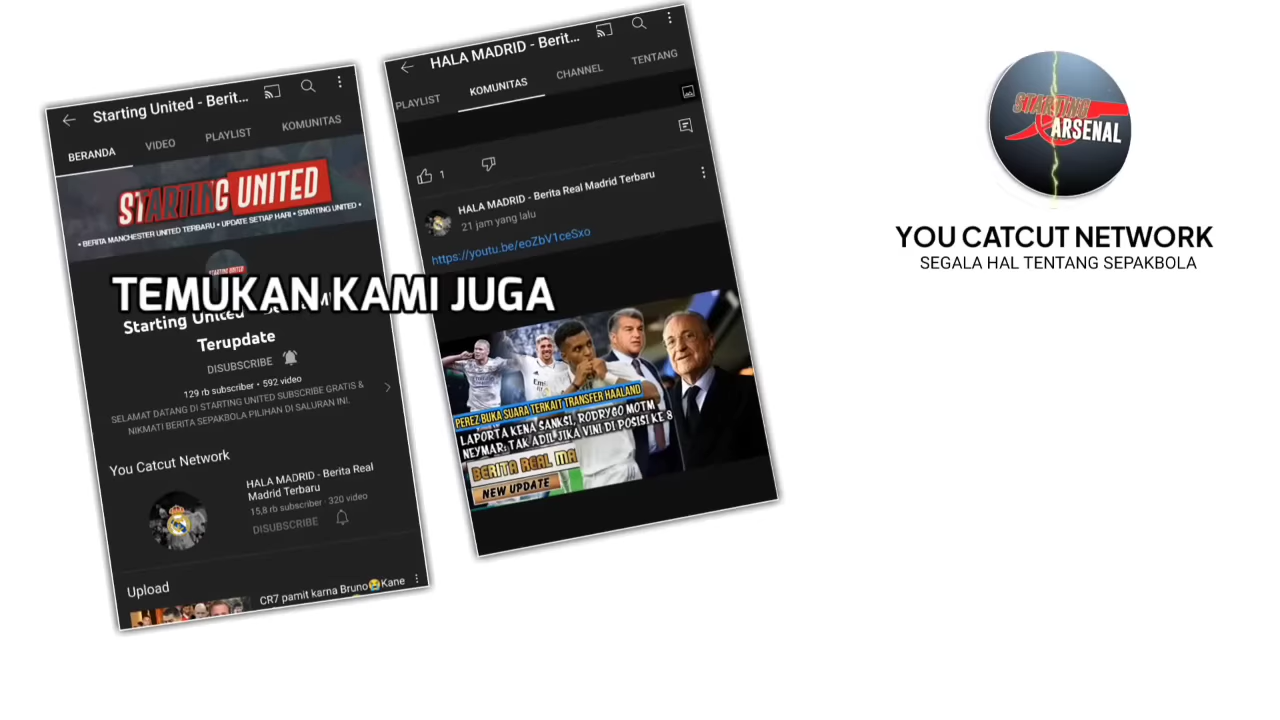 Starting United - Berit...
BERANDA
VIDEO
PLAYLIST
KOMUNITAS
STARTING UNITED
• BERITA MANCHESTER UNITED TERBARU • UPDATE SETIAP HARI • STARTING UNITED •
TEMUKAN KAMI JUGA
Starting United
Terupdate
DISUBSCRIBE
129 rb subscriber • 592 video
SELAMAT DATANG DI STARTING UNITED SUBSCRIBE GRATIS &
NIKMATI BERITA SEPAKBOLA PILIHAN DI SALURAN INI.
You Catcut Network
HALA MADRID - Berita Real
Madrid Terbaru
15,8 rb subscriber · 320 video
DISUBSCRIBE
Upload
CR7 pamit karna Bruno😭Kane
HALA MADRID - Berit...
PLAYLIST
KOMUNITAS
CHANNEL
TENTANG
1
HALA MADRID - Berita Real Madrid Terbaru
21 jam yang lalu
https://youtu.be/eoZbV1ceSxo
PEREZ BUKA SUARA TERKAIT TRANSFER HAALAND
LAPORTA KENA SANKSI, RODRYGO MOTM
NEYMAR: TAK ADIL JIKA VINI DI POSISI KE 8
BERITA REAL MA
NEW UPDATE
STARTING
ARSENAL
YOU CATCUT NETWORK
SEGALA HAL TENTANG SEPAKBOLA